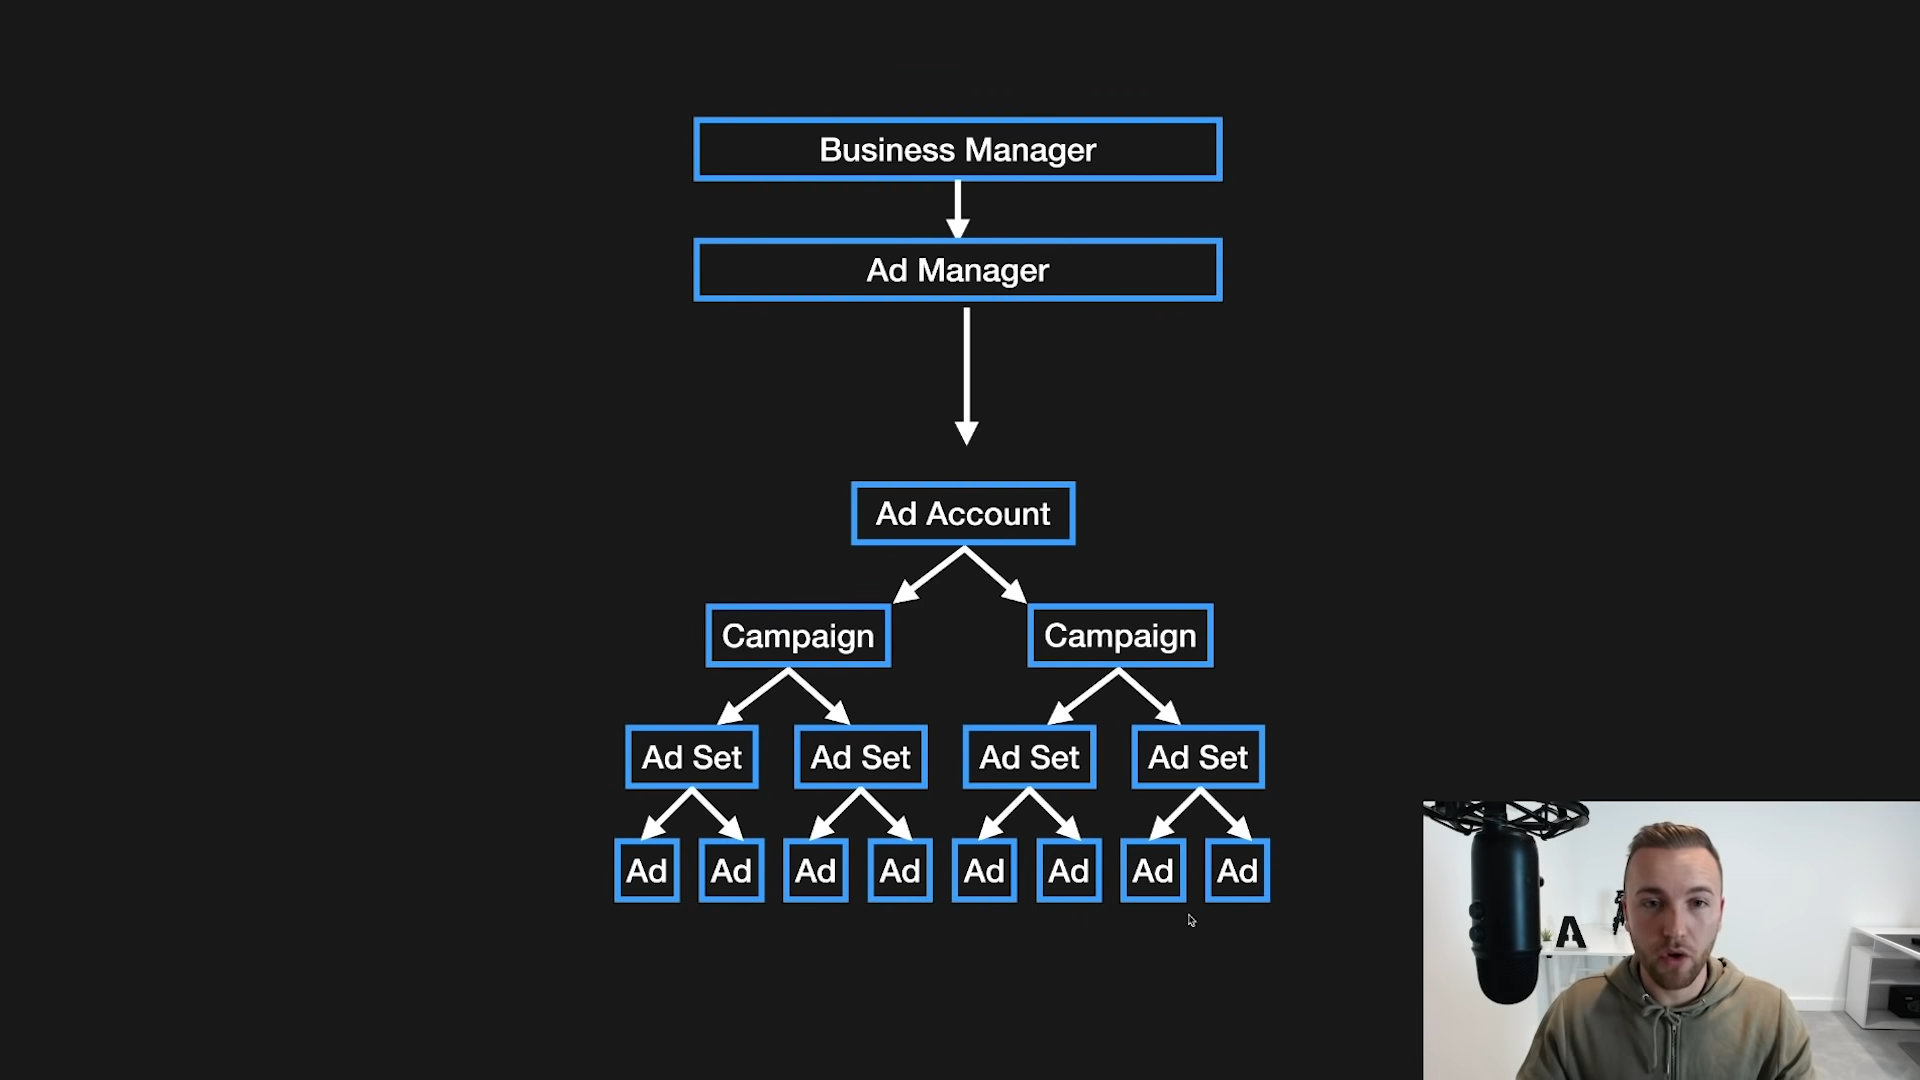 Business Manager
Ad Manager
Ad Account
Campaign Campaign
Ad Set Ad Set Ad Set Ad Set
Ad Ad Ad Ad Ad Ad Ad Ad
A